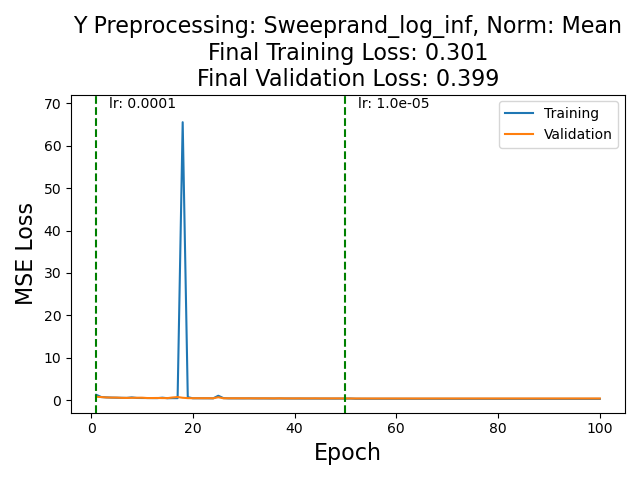 Y Preprocessing: Sweeprand_log_inf, Norm: Mean
Final Training Loss: 0.301
Final Validation Loss: 0.399
lr: 0.0001
lr: 1.0e-05
Training
Validation
70
60
50
40
30
20
10
0
MSE Loss
0
20
40
60
80
100
Epoch